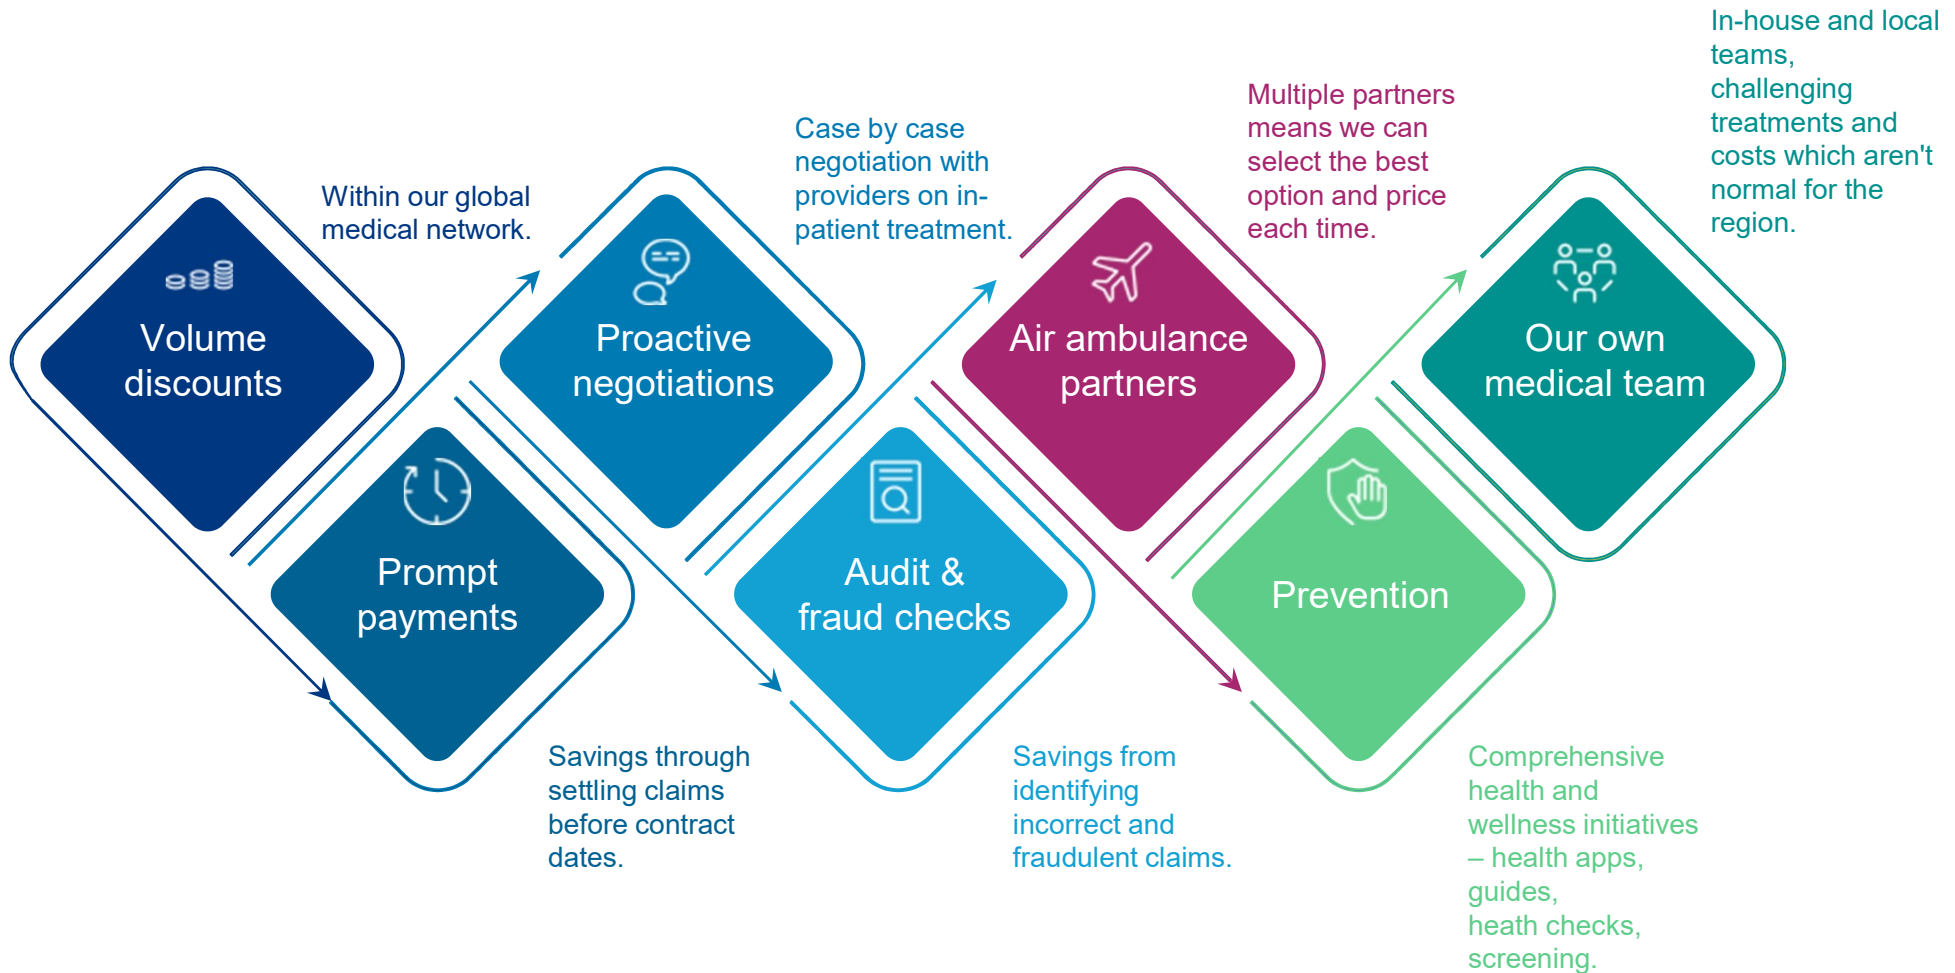 Volume
discounts
Within our global
medical network.
Prompt
payments
Savings through
settling claims
before contract
dates.
Proactive
negotiations
Case by case
negotiation with
providers on in-
patient treatment.
Audit &
fraud checks
Savings from
identifying
incorrect and
fraudulent claims.
Air ambulance
partners
Multiple partners
means we can
select the best
option and price
each time.
Prevention
Comprehensive
health and
wellness initiatives
– health apps,
guides,
heath checks,
screening.
Our own
medical team
In-house and local
teams,
challenging
treatments and
costs which aren't
normal for the
region.